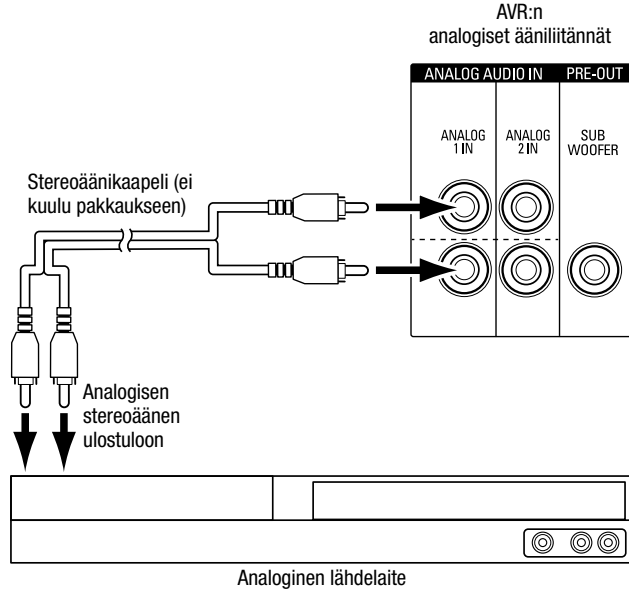 AVR:n
analogiset ääniliitännät
ANALOG AUDIO IN PRE-OUT
ANALOG
1 IN
ANALOG
2 IN
SUB
WOOFER
Stereoäänikaapeli (ei
kuulu pakkaukseen)
Analogisen
stereoäänen
ulostuloon
Analoginen lähdelaite